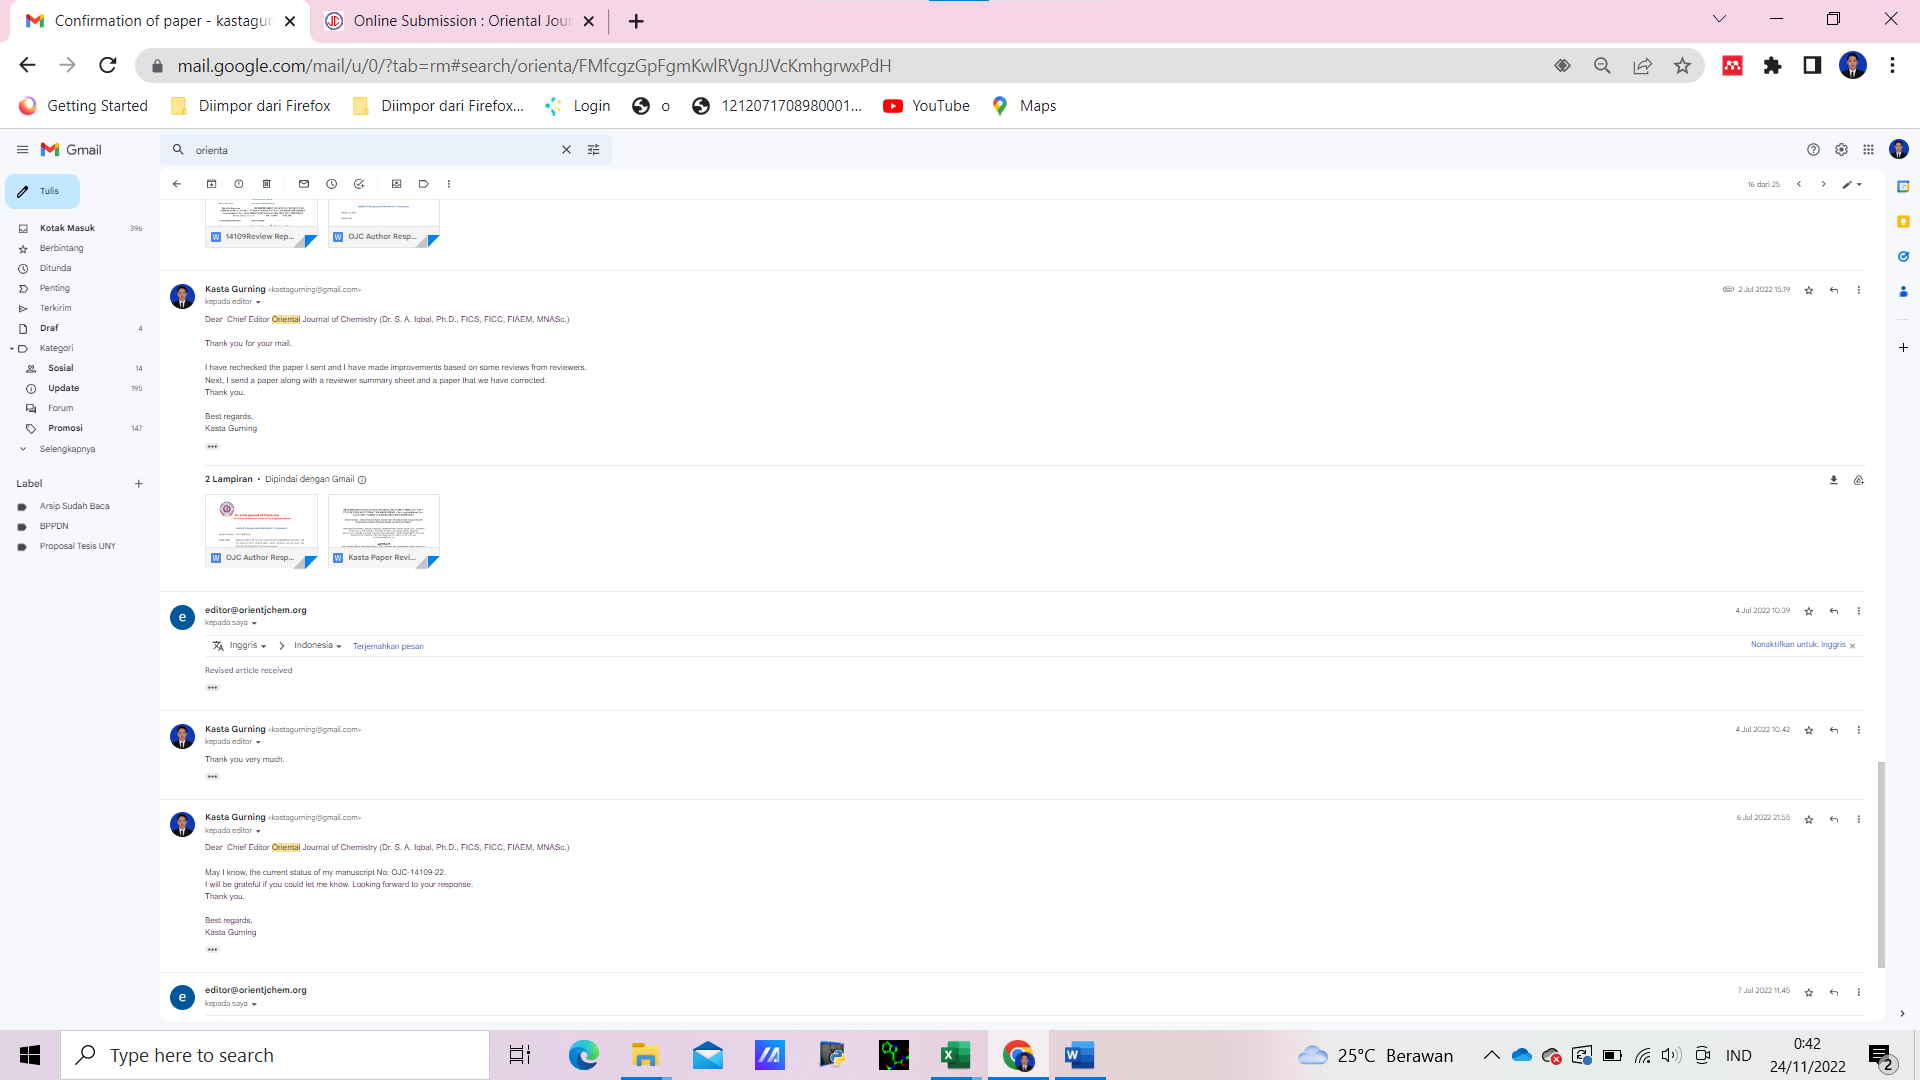 Confirmation of paper - kastagur
Online Submission : Oriental Jour
mail.google.com/mail/u/0/?tab=rm#search/orienta/FMfcgzGpFgmKwlRVgnJJVcKmhgrwxPdH
Getting Started
Diimpor dari Firefox
Diimpor dari Firefox...
Login
o
1212071708980001...
YouTube
Maps
Gmail
orienta
Tulis
16 dari 25
Kotak Masuk 396
Berbintang
Ditunda
Penting
Terkirim
Draf 4
Kategori
Sosial 14
Update 195
Forum
Promosi 147
Selengkapnya
Label
Arsip Sudah Baca
BPPDN
Proposal Tesis UNY
14109Review Rep...
OJC Author Resp...
Kasta Gurning <kastagurning@gmail.com>
2 Jul 2022 15.19
kepada editor
Dear Chief Editor Oriental Journal of Chemistry (Dr. S. A. Iqbal, Ph.D., FICS, FICC, FIAEM, MNASc.)
Thank you for your mail.
I have rechecked the paper I sent and I have made improvements based on some reviews from reviewers.
Next, I send a paper along with a reviewer summary sheet and a paper that we have corrected.
Thank you.
Best regards,
Kasta Gurning
2 Lampiran • Dipindai dengan Gmail
Oriental Journal of Chemistry
OJC Author Resp...
Kasta Paper Revi...
editor@orientjchem.org
4 Jul 2022 10.39
kepada saya
Inggris
Indonesia
Terjemahkan pesan
Nonaktifkan untuk: Inggris
Revised article received
Kasta Gurning <kastagurning@gmail.com>
4 Jul 2022 10.42
kepada editor
Thank you very much.
Kasta Gurning <kastagurning@gmail.com>
6 Jul 2022 21.55
kepada editor
Dear Chief Editor Oriental Journal of Chemistry (Dr. S. A. Iqbal, Ph.D., FICS, FICC, FIAEM, MNASc.)
May I know, the current status of my manuscript No: OJC-14109-22.
I will be grateful if you could let me know. Looking forward to your response.
Thank you.
Best regards,
Kasta Gurning
editor@orientjchem.org
7 Jul 2022 11.45
kepada saya
Type here to search
25°C Berawan
IND
0:42
24/11/2022
2